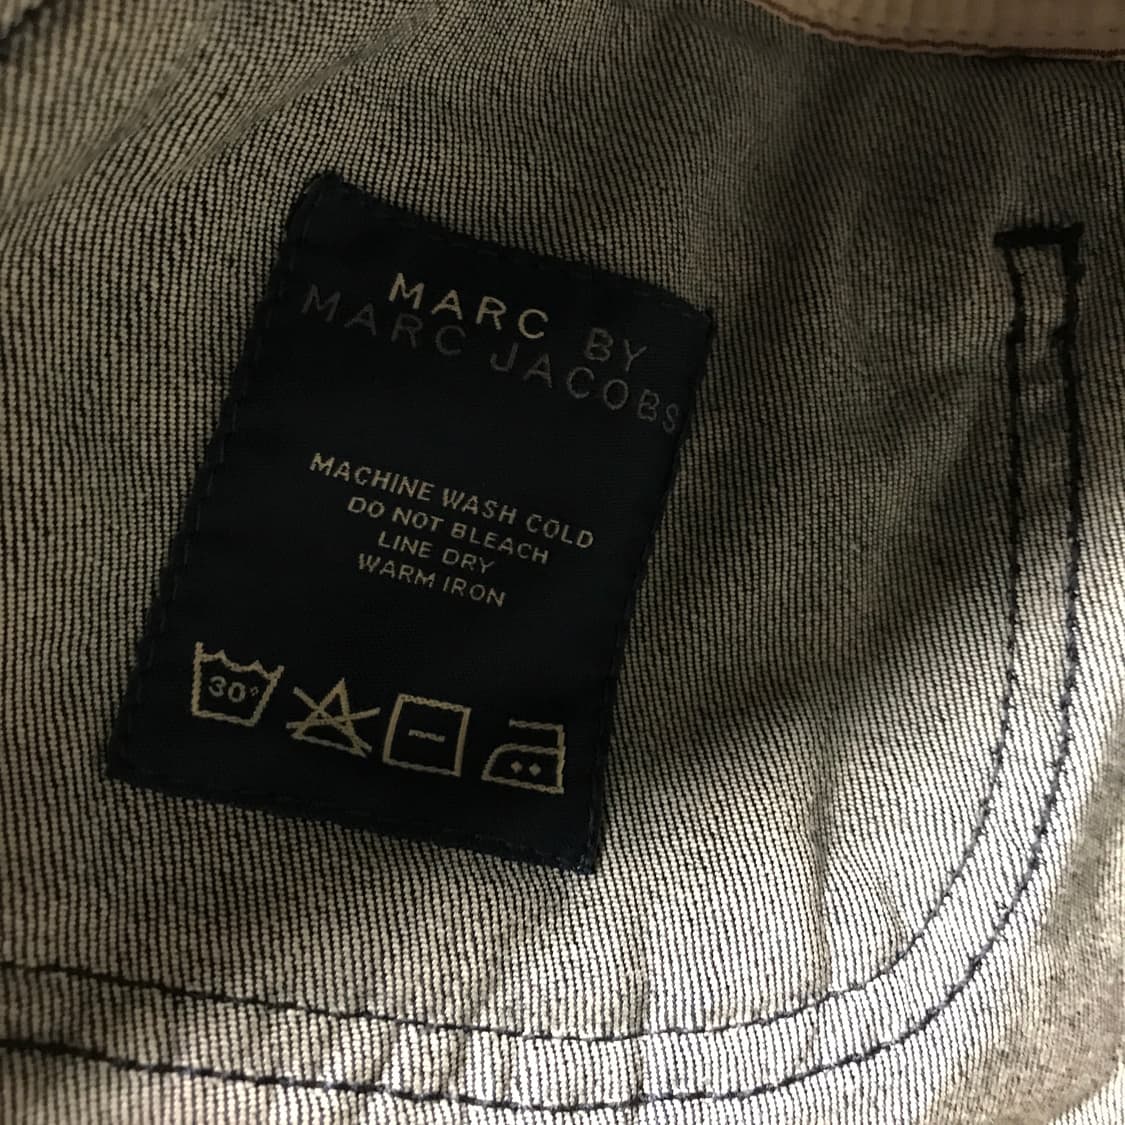 MARC BY
MARC JACOBS
MACHINE WASH COLD
DO NOT BLEACH
LINE DRY
WARM IRON
30°